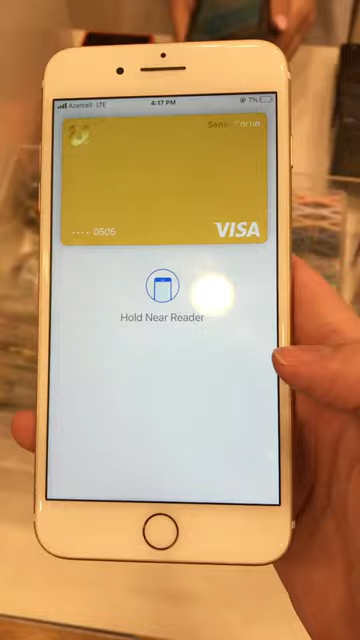 Azercell LTE
4:17 PM
7%
•••• 0505
VISA
Hold Near Reader